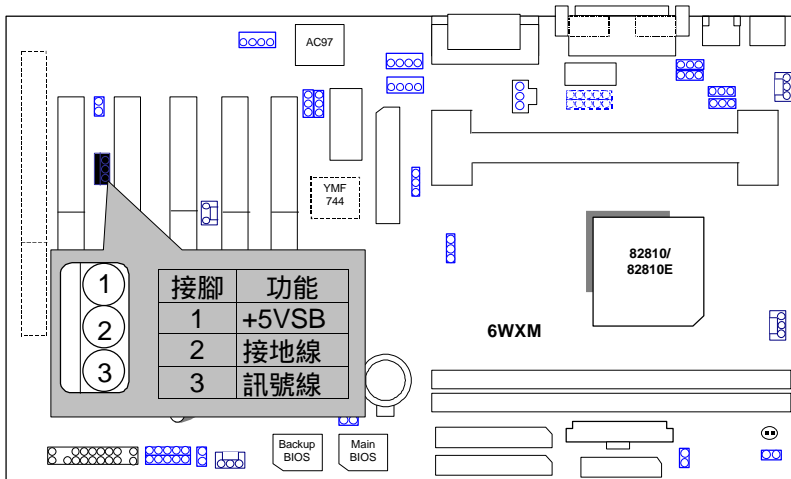 AC97
YMF
744
82810/
82810E
6WXM
1
2
3
接腳 功能
1 +5VSB
2 接地線
3 訊號線
Backup
BIOS
Main
BIOS